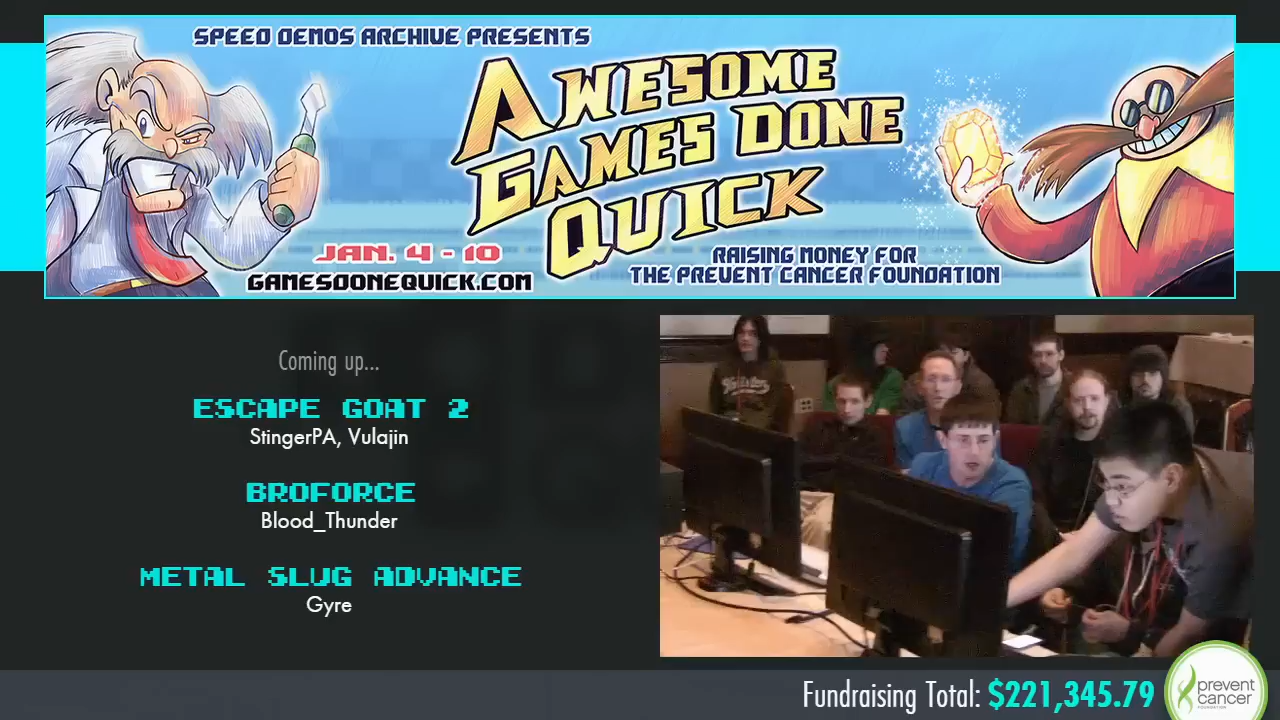 SPEED DEMOS ARCHIVE PRESENTS
AWESOME
GAMES DONE
QUICK
JAN. 4 - 10
GAMESDONEQUICK.COM
RAISING MONEY FOR
THE PREVENT CANCER FOUNDATION
Coming up...
ESCAPE GOAT 2
StingerPA, Vulajin
BROFORCE
Blood_Thunder
METAL SLUG ADVANCE
Gyre
Fundraising Total: $221,345.79
prevent
cancer
FOUNDATION